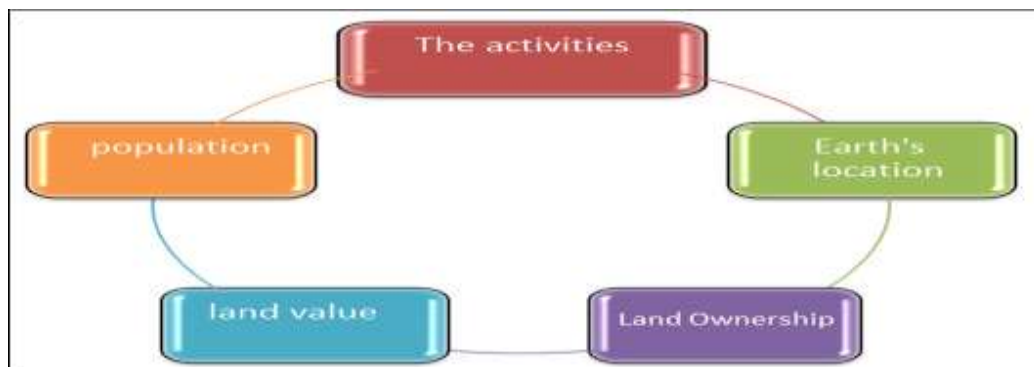 The activities
population
Earth's
location
land value
Land Ownership